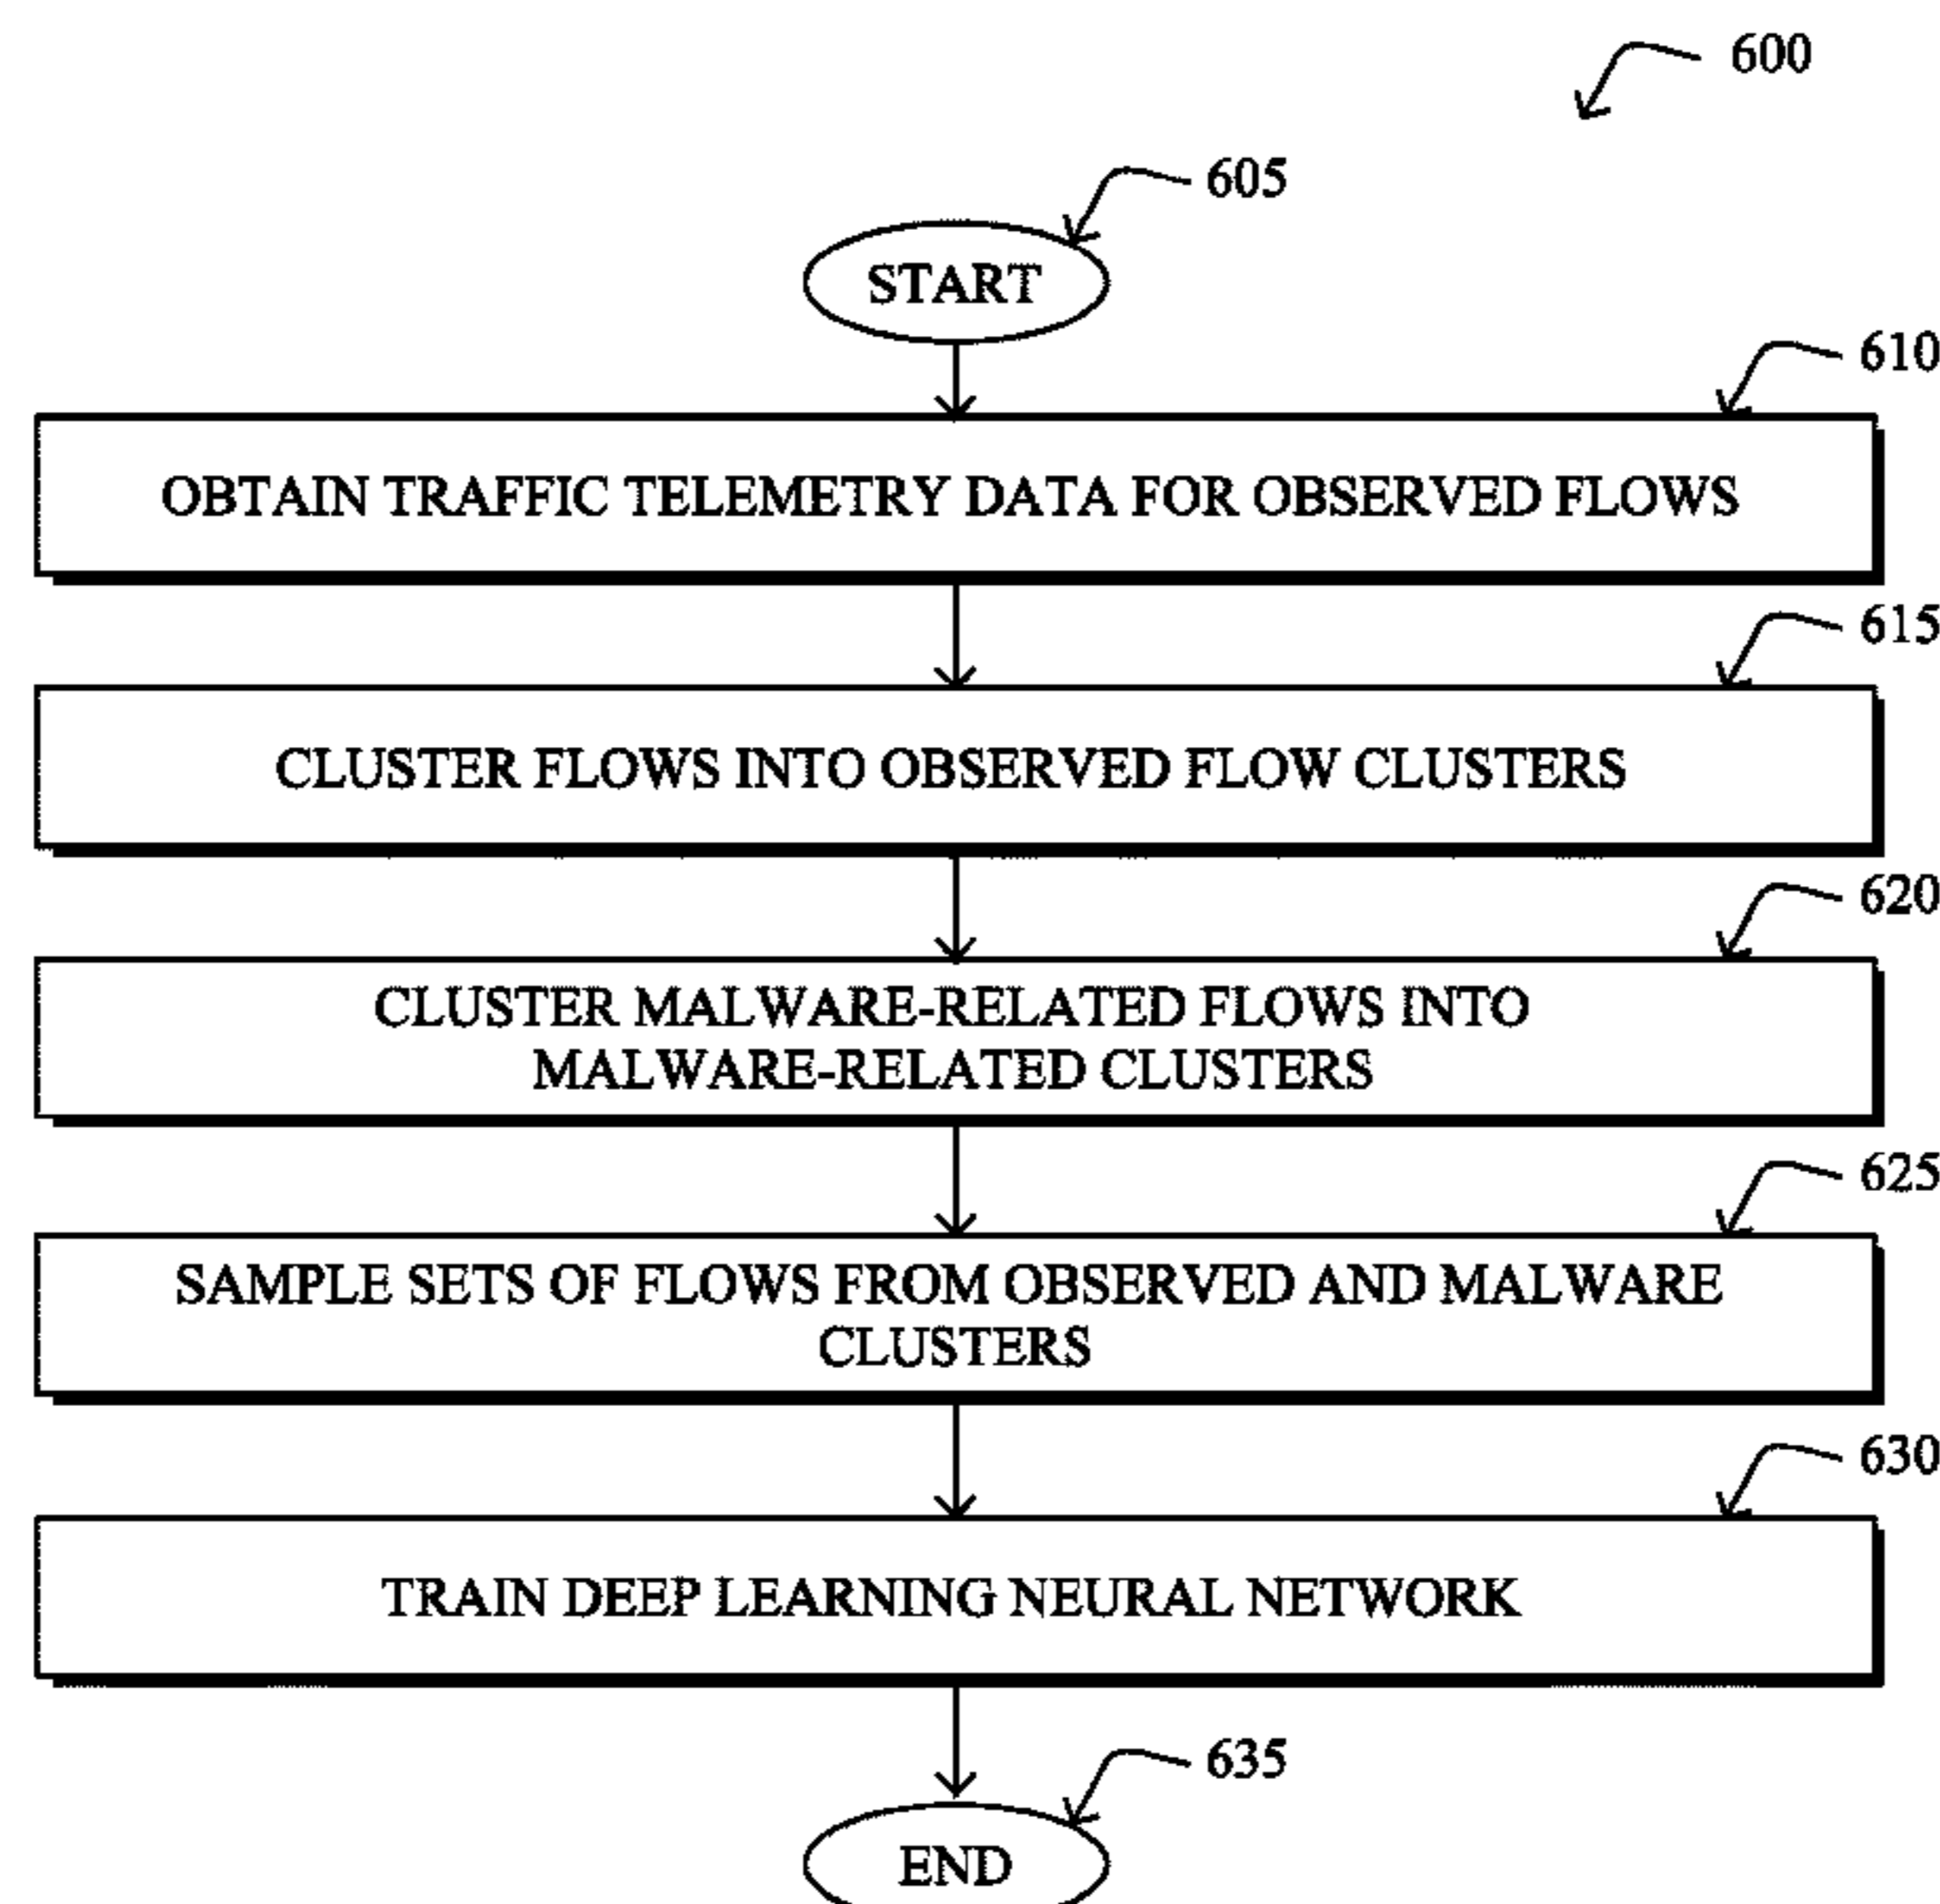 600
605
START
610
OBTAIN TRAFFIC TELEMETRY DATA FOR OBSERVED FLOWS
615
CLUSTER FLOWS INTO OBSERVED FLOW CLUSTERS
620
CLUSTER MALWARE-RELATED FLOWS INTO
MALWARE-RELATED CLUSTERS
625
SAMPLE SETS OF FLOWS FROM OBSERVED AND MALWARE
CLUSTERS
630
TRAIN DEEP LEARNING NEURAL NETWORK
635
END